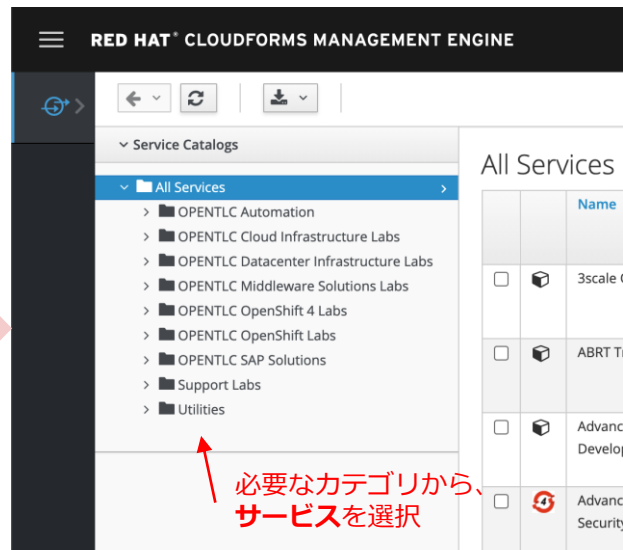 RED HAT® CLOUDFORMS MANAGEMENT ENGINE
Service Catalogs
All Services
OPENTLC Automation
OPENTLC Cloud Infrastructure Labs
OPENTLC Datacenter Infrastructure Labs
OPENTLC Middleware Solutions Labs
OPENTLC OpenShift 4 Labs
OPENTLC OpenShift Labs
OPENTLC SAP Solutions
Support Labs
Utilities
必要なカテゴリから、
サービスを選択
All Services
Name
3scale
ABRT
Advanc
Develop
4
Advanc
Security